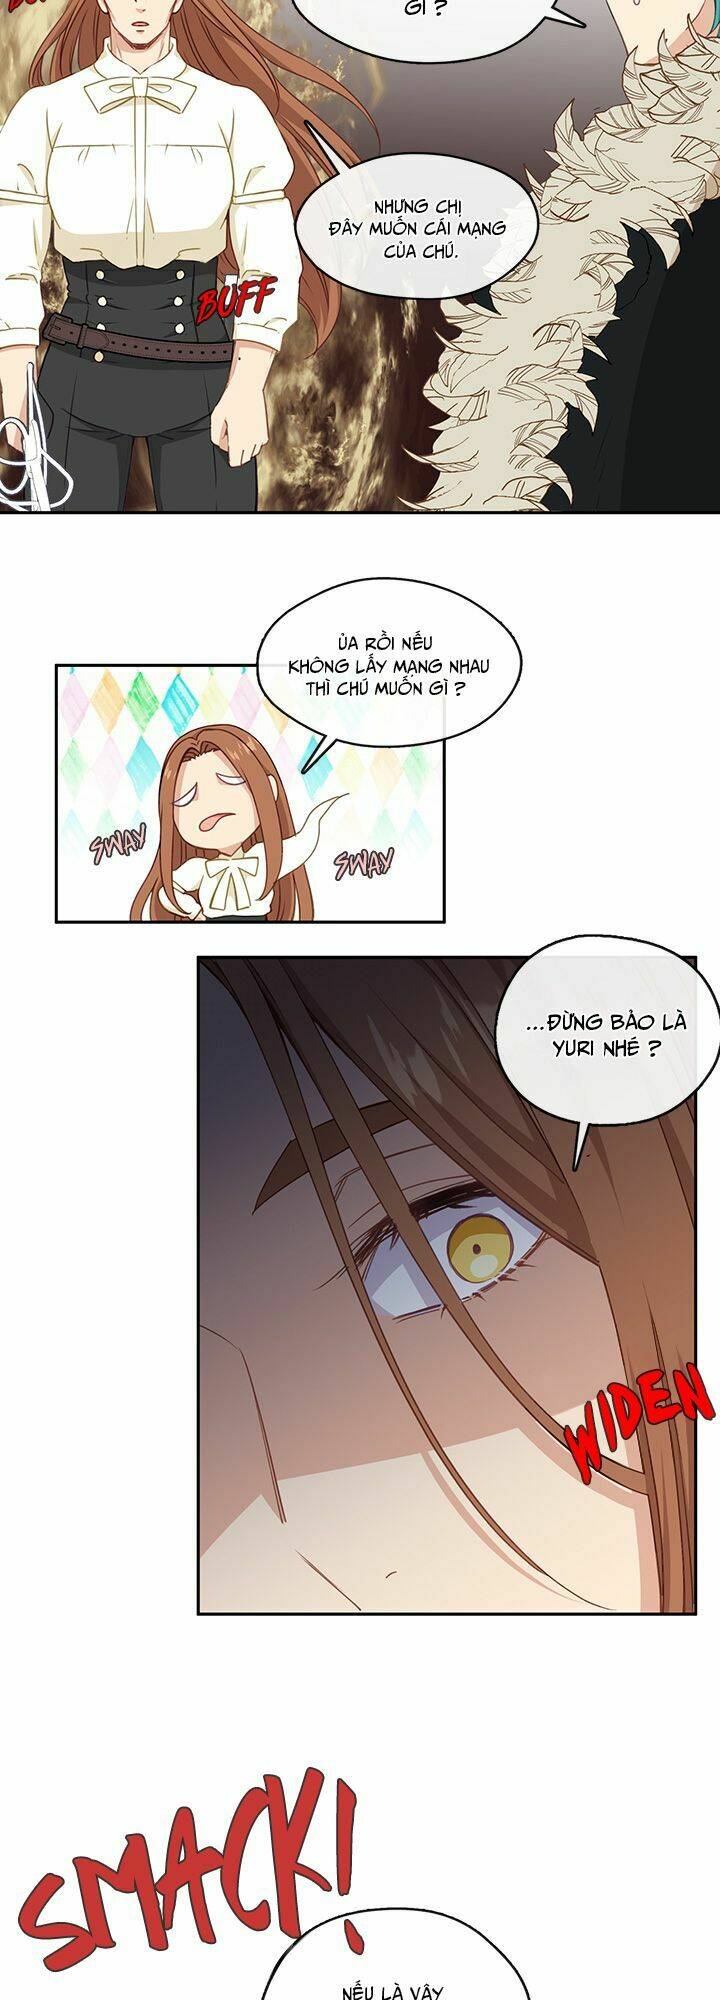 GÌ ?
NHƯNG CHỊ
ĐÂY MUỐN CÁI MẠNG
CỦA CHÚ.
BUFF
ỦA RỒI NẾU
KHÔNG LẤY MẠNG NHAU
THÌ CHÚ MUỐN GÌ ?
SWAY
SWAY
...ĐỪNG BẢO LÀ
YURI NHÉ ?
WIDEN
SMACK!
NẾU LÀ VẬY